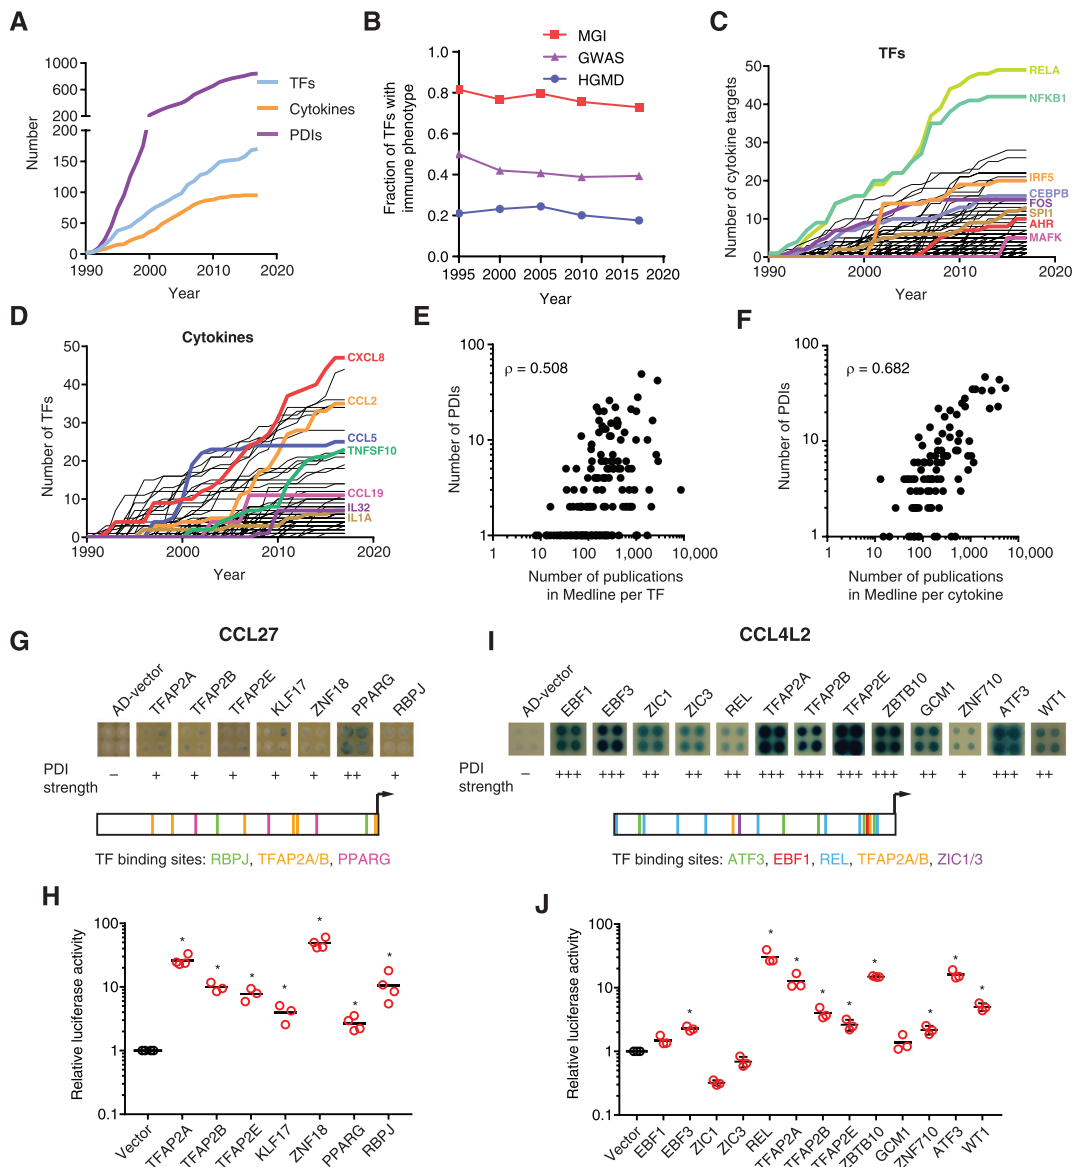 A
Number
1000
800
600
400
200
200
150
100
50
0
1990
2000
2010
2020
Year
TFs
Cytokines
PDIs
B
MGI
GWAS
HGMD
Fraction of TFs with
immune phenotype
1.0
0.8
0.6
0.4
0.2
0.0
1995
2000
2005
2010
2015
2020
Year
C
TFs
Number of cytokine targets
50
40
30
20
10
0
1990
2000
2010
2020
Year
RELA
NFKB1
IRF5
CEBPB
FOS
SPI1
AHR
MAFK
D
Cytokines
Number of TFs
50
40
30
20
10
0
1990
2000
2010
2020
Year
CXCL8
CCL2
CCL5
TNFSF10
CCL19
IL32
IL1A
E
ρ = 0.508
Number of PDIs
100
10
1
1
10
100
1,000
10,000
Number of publications
in Medline per TF
F
ρ = 0.682
Number of PDIs
100
10
1
1
10
100
1,000
10,000
Number of publications
in Medline per cytokine
G
CCL27
AD-vector
TFAP2A
TFAP2B
TFAP2E
KLF17
ZNF18
PPARG
RBPJ
PDI
strength
– + + + + + ++ +
TF binding sites: RBPJ, TFAP2A/B, PPARG
I
CCL4L2
AD-vector
EBF1
EBF3
ZIC1
ZIC3
REL
TFAP2A
TFAP2B
TFAP2E
ZBTB10
GCM1
ZNF710
ATF3
WT1
PDI
strength
– +++ +++ ++ ++ ++ +++ +++ +++ +++ ++ + +++ ++
TF binding sites: ATF3, EBF1, REL, TFAP2A/B, ZIC1/3
H
Relative luciferase activity
100
10
1
0.1
* * * * * * *
Vector
TFAP2A
TFAP2B
TFAP2E
KLF17
ZNF18
PPARG
RBPJ
J
Relative luciferase activity
100
10
1
0.1
* * * * * * * * *
Vector
EBF1
EBF3
ZIC1
ZIC3
REL
TFAP2A
TFAP2B
TFAP2E
ZBTB10
GCM1
ZNF710
ATF3
WT1